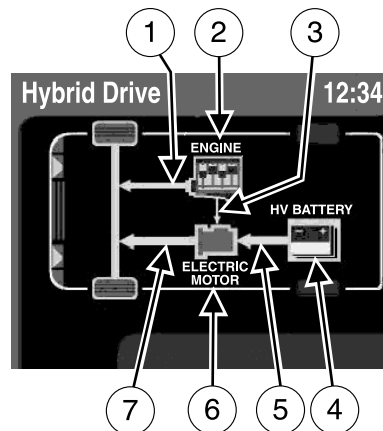 1 2 3
Hybrid Drive 12:34
ENGINE
HV BATTERY
ELECTRIC
MOTOR
7 6 5 4